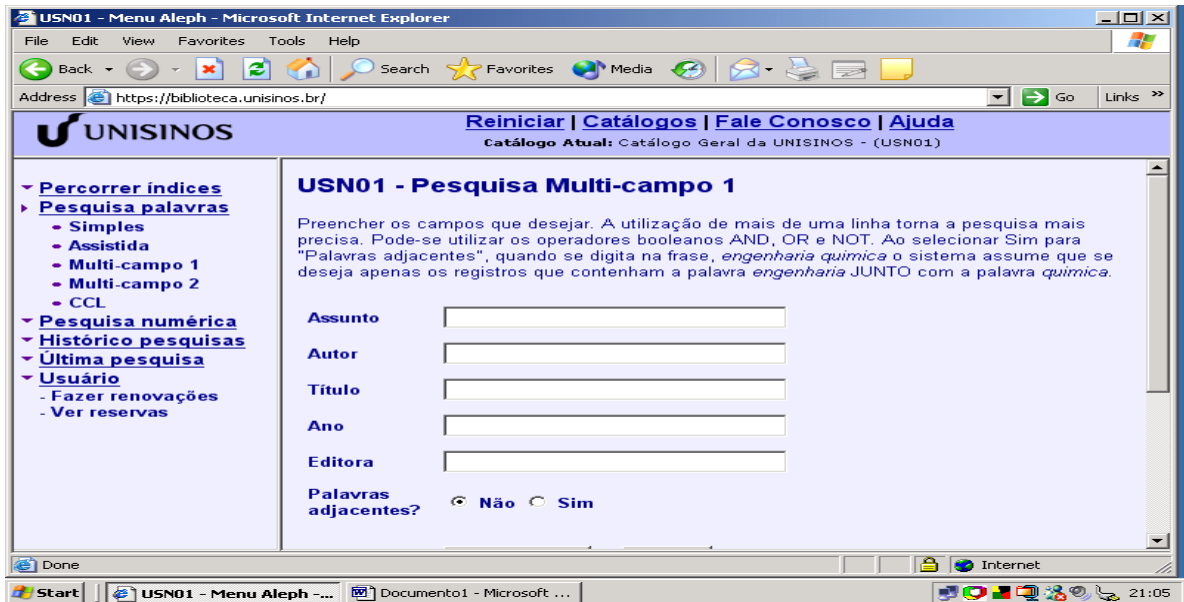 USN01 - Menu Aleph - Microsoft Internet Explorer
File Edit View Favorites Tools Help
Back Search Favorites Media
Address https://biblioteca.unisinos.br/ Go Links »
UNISINOS
Reiniciar | Catálogos | Fale Conosco | Ajuda
Catálogo Atual: Catálogo Geral da UNISINOS - (USN01)
Percorrer índices
Pesquisa palavras
Simples
Assistida
Multi-campo 1
Multi-campo 2
CCL
Pesquisa numérica
Histórico pesquisas
Última pesquisa
Usuário
- Fazer renovações
- Ver reservas
USN01 - Pesquisa Multi-campo 1
Preencher os campos que desejar. A utilização de mais de uma linha torna a pesquisa mais
precisa. Pode-se utilizar os operadores booleanos AND, OR e NOT. Ao selecionar Sim para
"Palavras adjacentes", quando se digita na frase, engenharia quimica o sistema assume que se
deseja apenas os registros que contenham a palavra engenharia JUNTO com a palavra quimica.
Assunto
Autor
Título
Ano
Editora
Palavras
adjacentes?
Não Sim
Done Internet
Start USN01 - Menu Aleph -... Documento1 - Microsoft ... 21:05